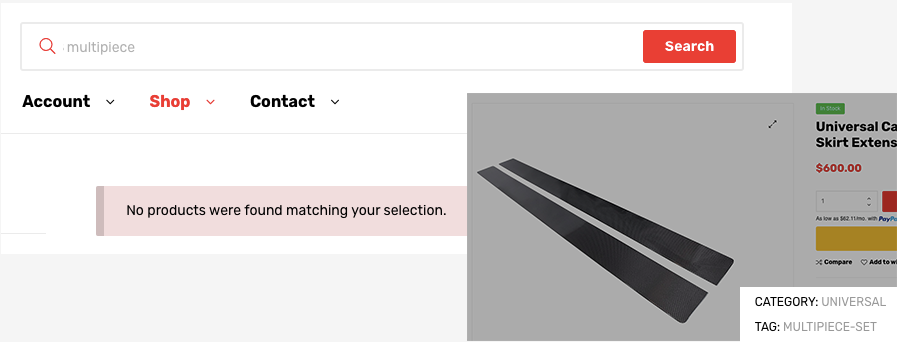 multipiece
Search
Account
Shop
Contact
No products were found matching your selection.
In Stock
Universal Ca
Skirt Extens
$600.00
1
As low as $62.11/mo. with PayP
Compare
Add to wi
CATEGORY: UNIVERSAL
TAG: MULTIPIECE-SET